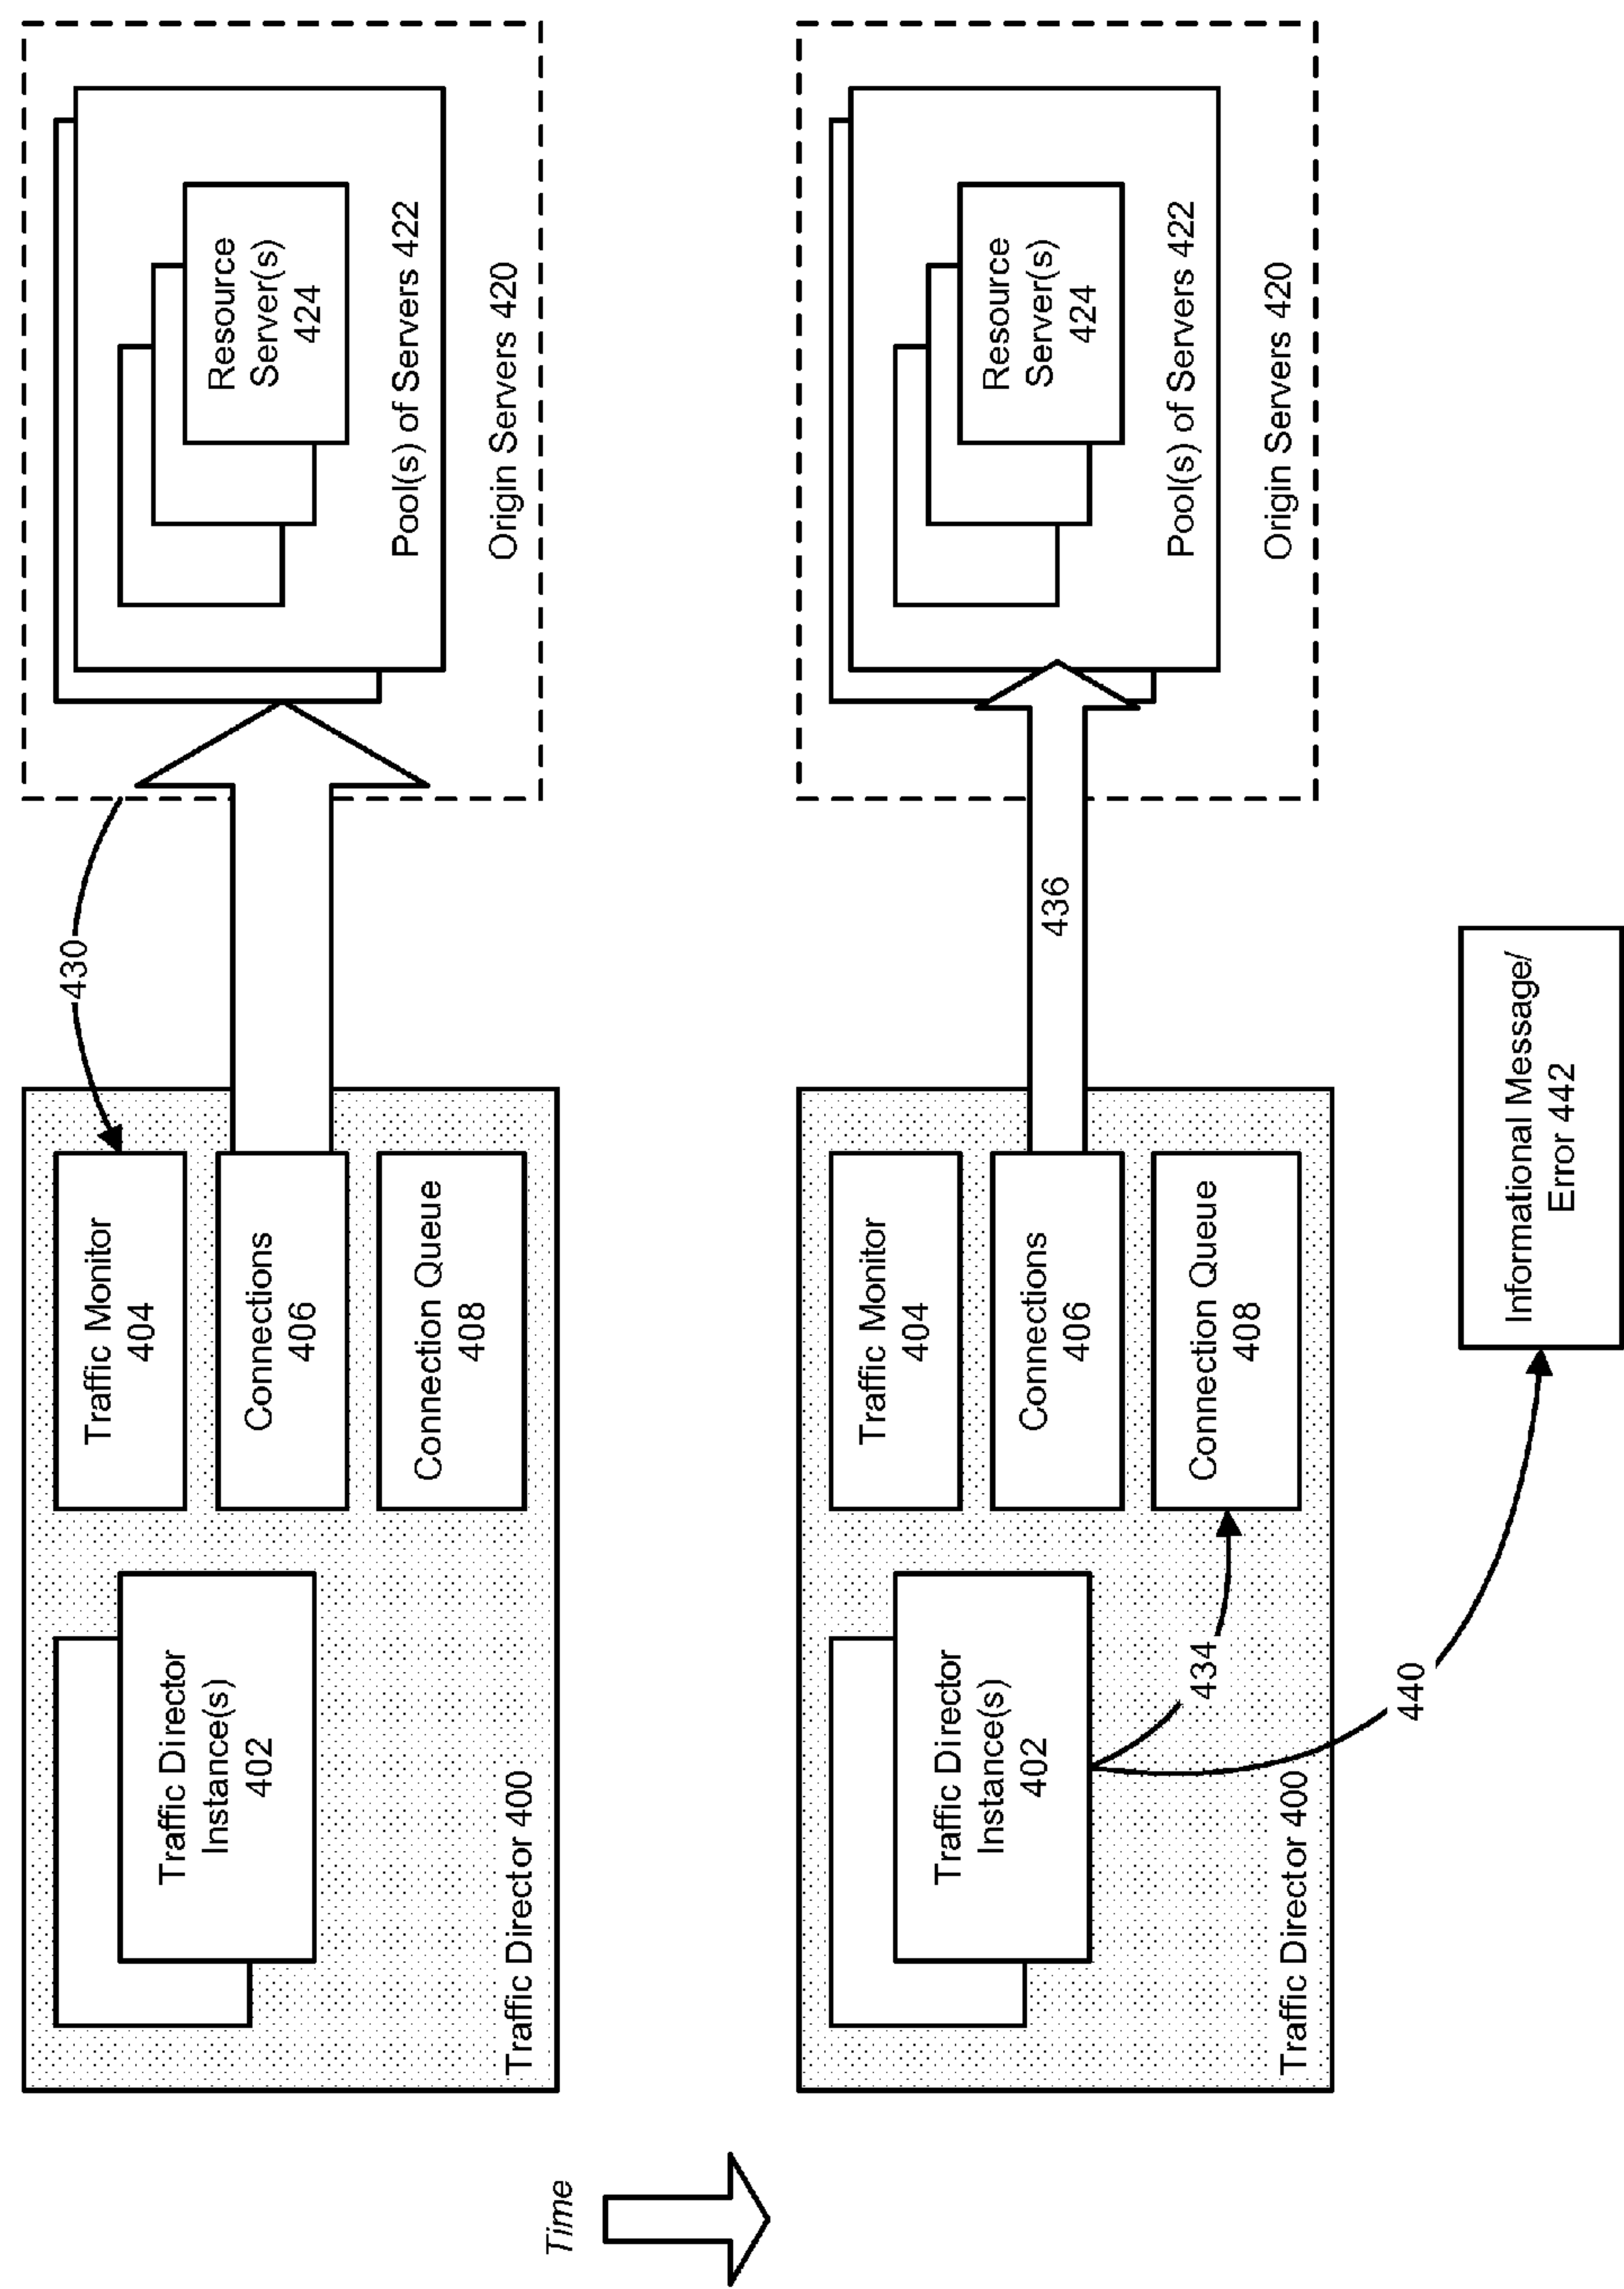 Traffic Director
Instance(s)
402
Traffic Monitor
404
Connections
406
Connection Queue
408
Traffic Director 400
430
Resource
Server(s)
424
Pool(s) of Servers 422
Origin Servers 420
Time
Traffic Director
Instance(s)
402
Traffic Monitor
404
Connections
406
Connection Queue
408
434
Traffic Director 400
436
Resource
Server(s)
424
Pool(s) of Servers 422
Origin Servers 420
440
Informational Message/
Error 442